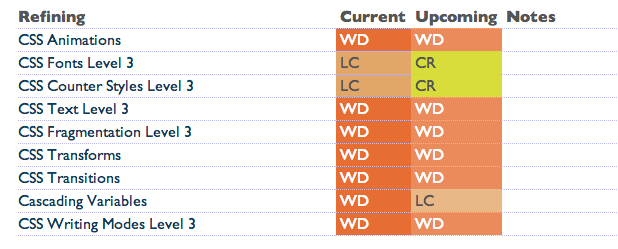 Refining Current Upcoming Notes
CSS Animations WD WD
CSS Fonts Level 3 LC CR
CSS Counter Styles Level 3 LC CR
CSS Text Level 3 WD WD
CSS Fragmentation Level 3 WD WD
CSS Transforms WD WD
CSS Transitions WD WD
Cascading Variables WD LC
CSS Writing Modes Level 3 WD WD